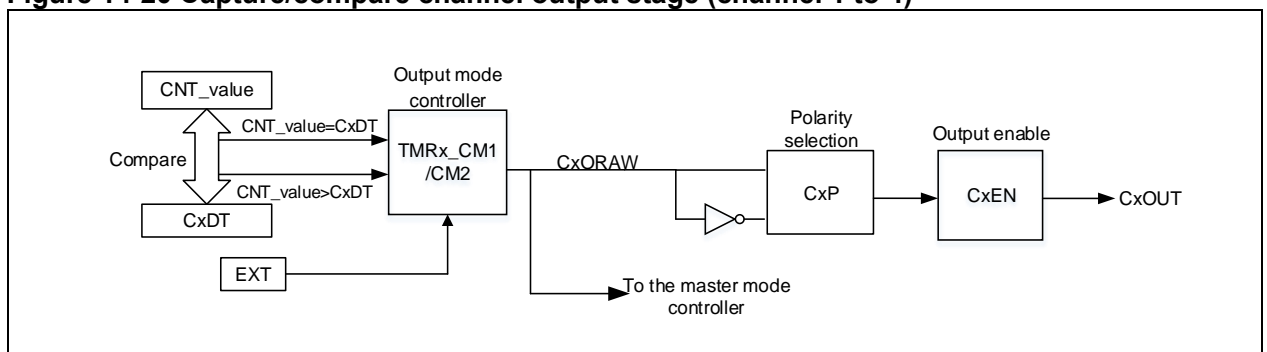 Figure 14-20 Capture/compare channel output stage (channel 1 to 4)
CNT_value
Compare
CxDT
CNT_value=CxDT
CNT_value>CxDT
EXT
Output mode
controller
TMRx_CM1
/CM2
CxORAW
To the master mode
controller
Polarity
selection
CxP
Output enable
CxEN
CxOUT